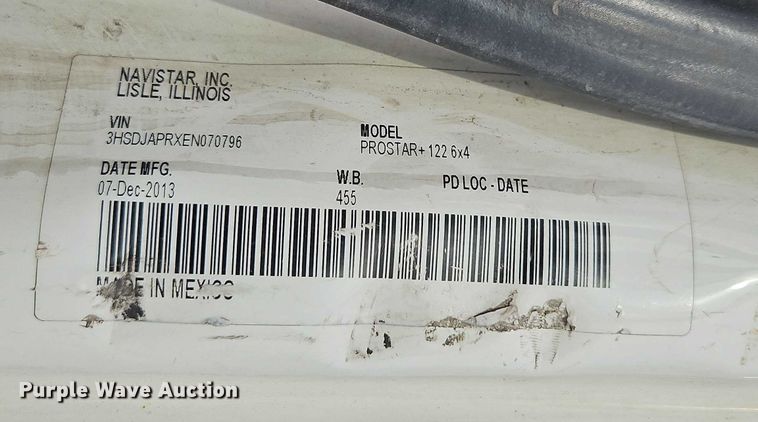 NAVISTAR, INC.
LISLE, ILLINOIS
VIN
3HSDJAPRXEN070796
MODEL
PROSTAR+ 122 6x4
DATE MFG.
07-Dec-2013
W.B.
455
PD LOC - DATE
MADE IN MEXICO
Purple Wave Auction